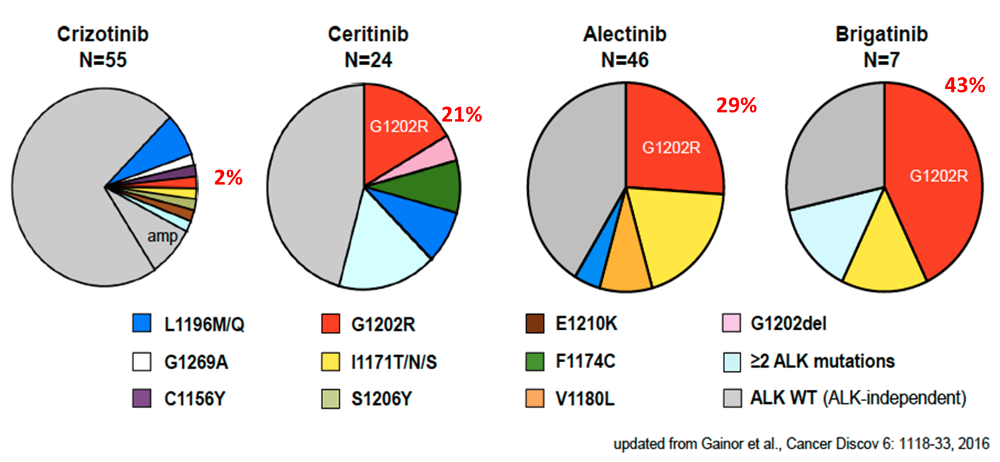 Crizotinib
N=55
Ceritinib
N=24
Alectinib
N=46
Brigatinib
N=7
2%
amp
21%
G1202R
29%
G1202R
43%
G1202R
L1196M/Q
G1202R
E1210K
G1202del
G1269A
I1171T/N/S
F1174C
≥2 ALK mutations
C1156Y
S1206Y
V1180L
ALK WT (ALK-independent)
updated from Gainor et al., Cancer Discov 6: 1118-33, 2016